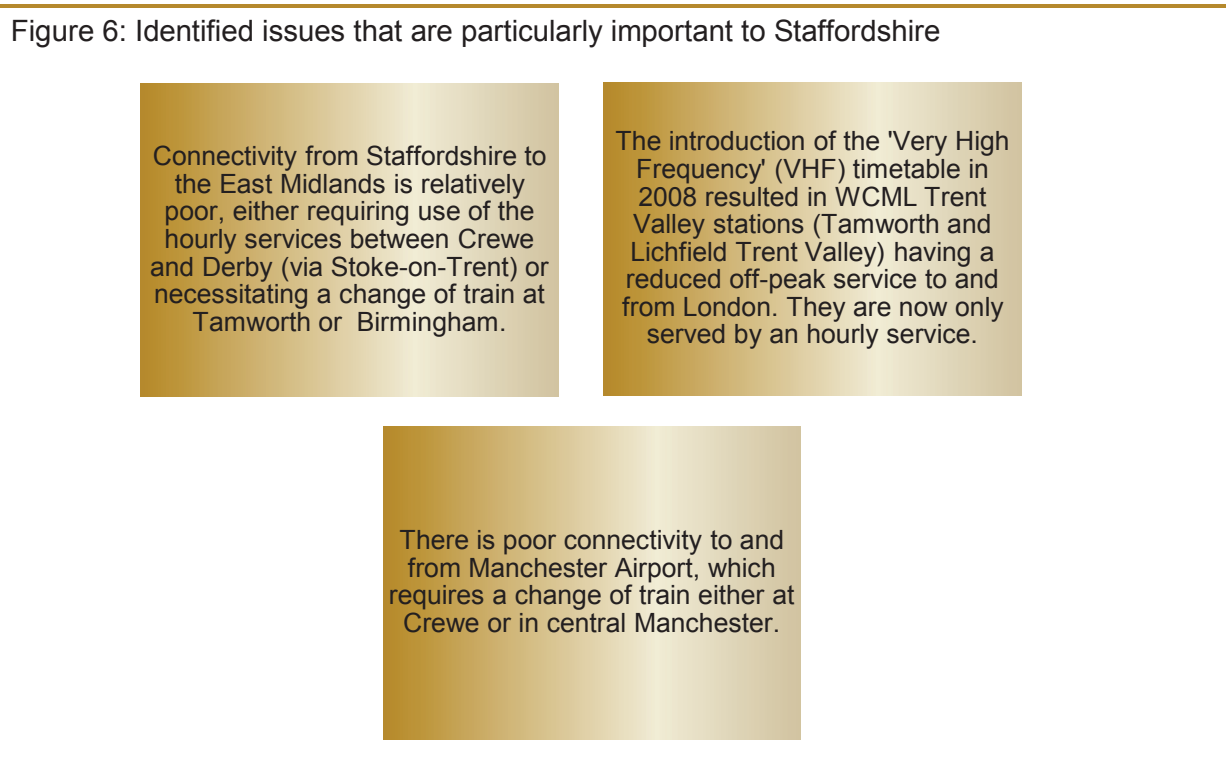 Figure 6: Identified issues that are particularly important to Staffordshire
Connectivity from Staffordshire to
the East Midlands is relatively
poor, either requiring use of the
hourly services between Crewe
and Derby (via Stoke-on-Trent) or
necessitating a change of train at
Tamworth or  Birmingham.
The introduction of the 'Very High
Frequency' (VHF) timetable in
2008 resulted in WCML Trent
Valley stations (Tamworth and
Lichfield Trent Valley) having a
reduced off-peak service to and
from London. They are now only
served by an hourly service.
There is poor connectivity to and
from Manchester Airport, which
requires a change of train either at
Crewe or in central Manchester.